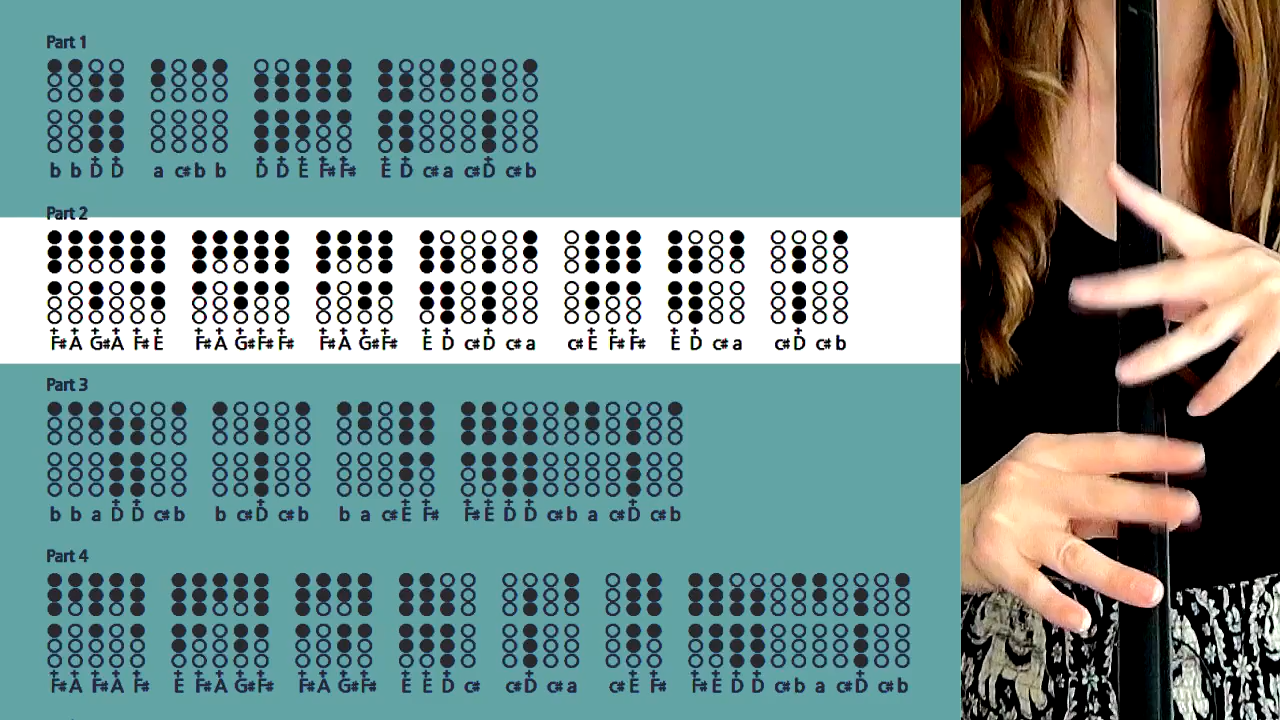 Part 1
b b D D a c# b b D D E F# F# E D c# a c# D c# b
Part 2
F# A G# A F# E F# A G# F# F# F# A G# F# E D c# D c# a c# E F# F# E D c# a c# D c# b
Part 3
b b a D D c# b b c# D c# b b a c# E F# F# E D D c# b a c# D c# b
Part 4
F# A F# A F# E F# A G# F# F# A G# F# E E D c# c# D c# a c# E F# F# E D D c# b a c# D c# b